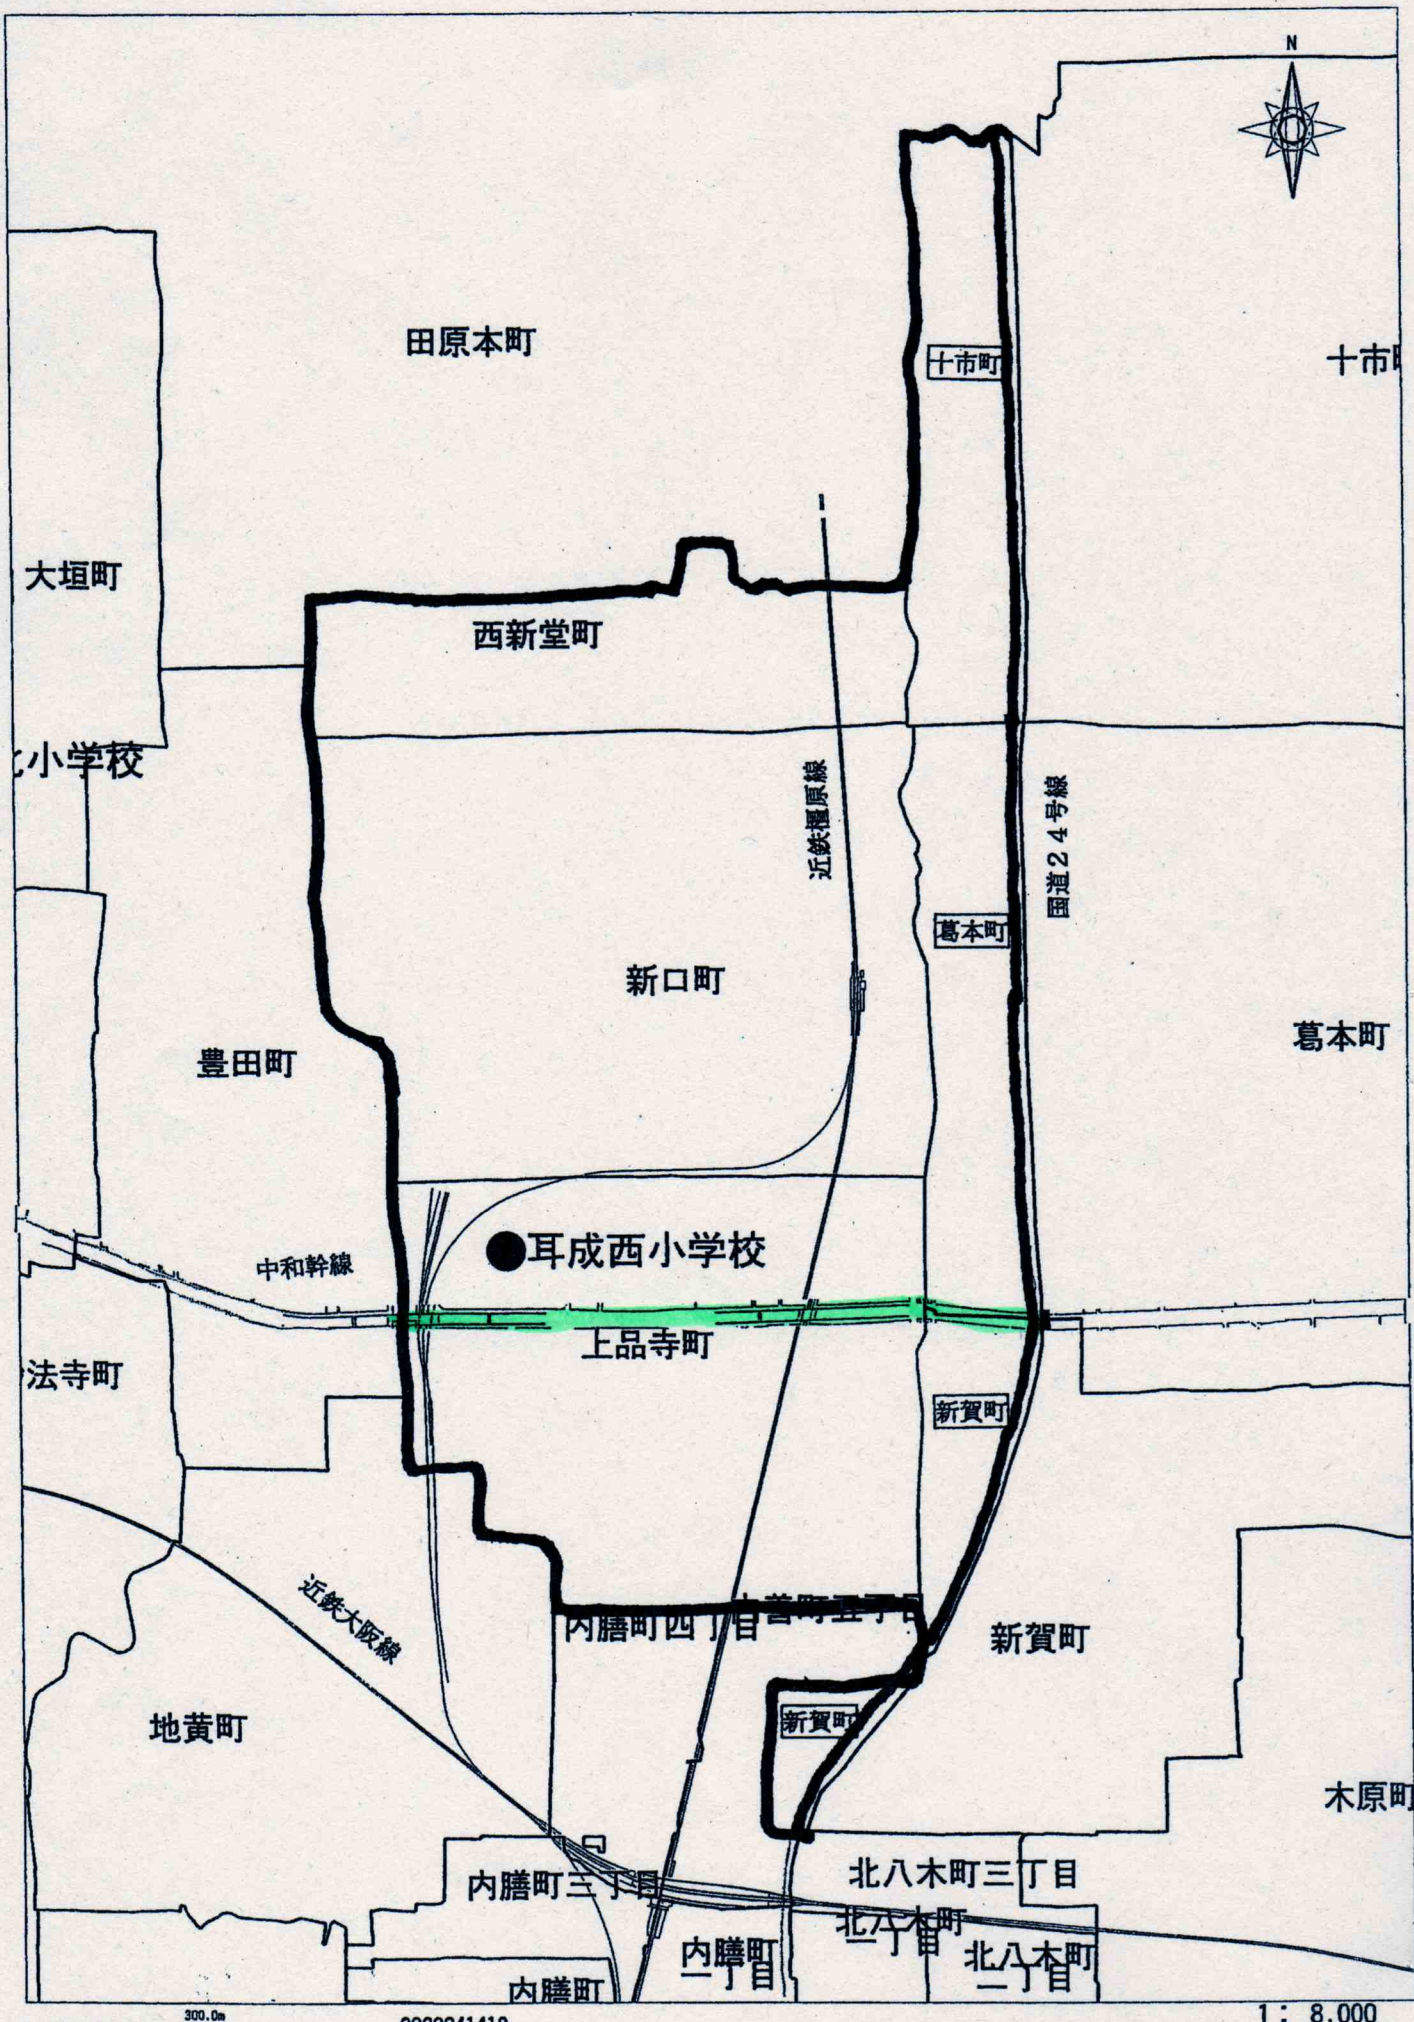 N
田原本町
十市町
十市
大垣町
西新堂町
小学校
近鉄橿原線
国道24号線
葛本町
新口町
葛本町
豊田町
耳成西小学校
中和幹線
上品寺町
法寺町
新賀町
近鉄大阪線
内膳町四丁目
新賀町
新賀町
地黄町
木原町
北八木町三丁目
内膳町三丁目
北八木町
一丁目
内膳町
一丁目
北八木町
二丁目
内膳町
300.0m
1: 8,000